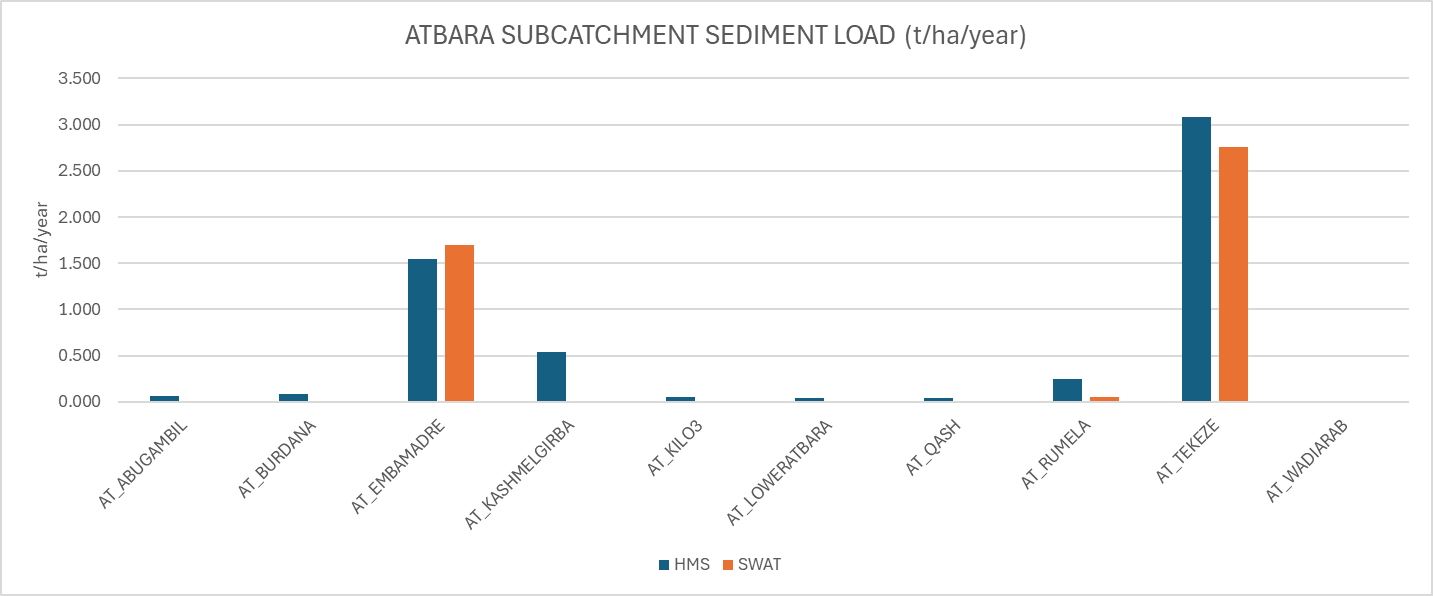 ATBARA SUBCATCHMENT SEDIMENT LOAD (t/ha/year)
t/ha/year
3.500
3.000
2.500
2.000
1.500
1.000
0.500
0.000
AT_ABUGAMBIL
AT_BURDANA
AT_EMBAMADRE
AT_KASHMELGIRBA
AT_KILO3
AT_LOWERATBARA
AT_QASH
AT_RUMELA
AT_TEKEZE
AT_WADIARAB
HMS SWAT